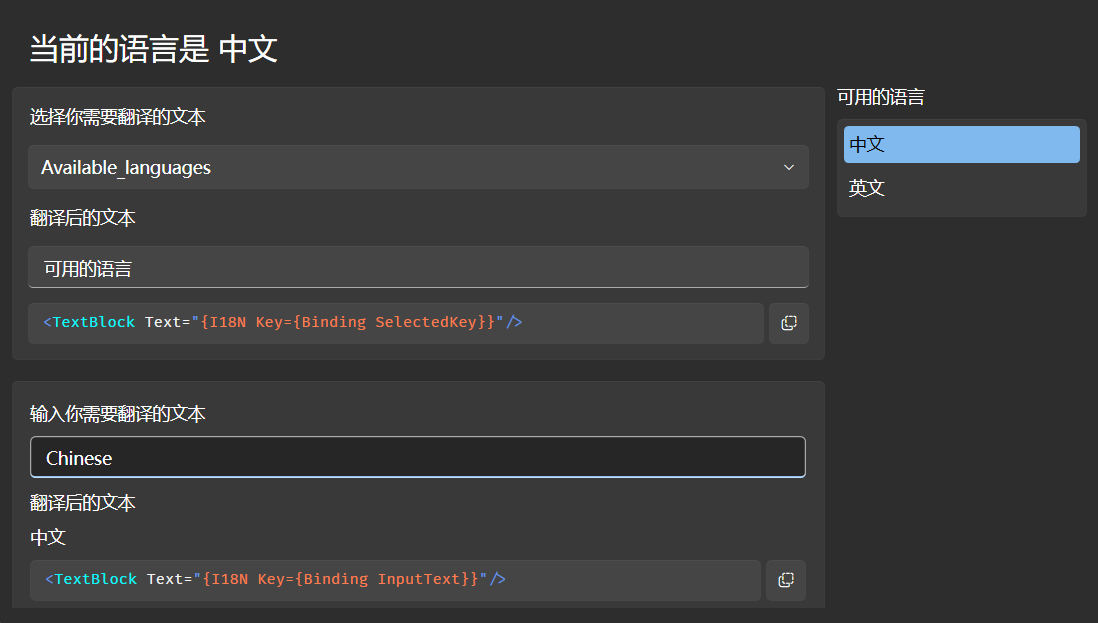 当前的语言是 中文
选择你需要翻译的文本
Available_languages
翻译后的文本
可用的语言
<TextBlock Text="{I18N Key={Binding SelectedKey}}"/>
输入你需要翻译的文本
Chinese
翻译后的文本
中文
<TextBlock Text="{I18N Key={Binding InputText}}"/>
可用的语言
中文
英文